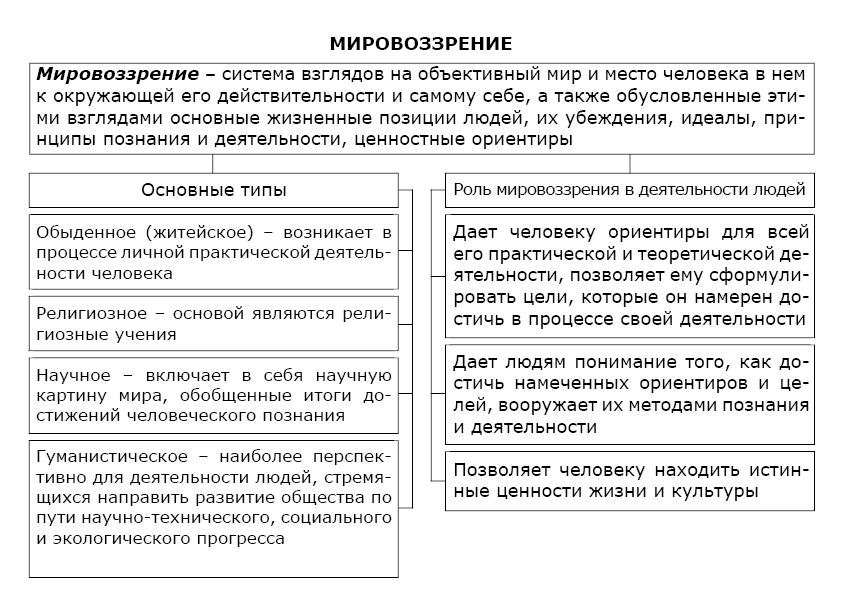 МИРОВОЗЗРЕНИЕ
Мировоззрение – система взглядов на объективный мир и место человека в нем
к окружающей его действительности и самому себе, а также обусловленные эти-
ми взглядами основные жизненные позиции людей, их убеждения, идеалы, при-
нципы познания и деятельности, ценностные ориентиры
Основные типы
Обыденное (житейское) – возникает в
процессе личной практической деятель-
ности человека
Религиозное – основой являются рели-
гиозные учения
Научное – включает в себя научную
картину мира, обобщенные итоги до-
стижений человеческого познания
Гуманистическое – наиболее перспек-
тивно для деятельности людей, стремя-
щихся направить развитие общества по
пути научно-технического, социального
и экологического прогресса
Роль мировоззрения в деятельности людей
Дает человеку ориентиры для всей
его практической и теоретической де-
ятельности, позволяет ему сформули-
ровать цели, которые он намерен до-
стичь в процессе своей деятельности
Дает людям понимание того, как до-
стичь намеченных ориентиров и це-
лей, вооружает их методами познания
и деятельности
Позволяет человеку находить истин-
ные ценности жизни и культуры